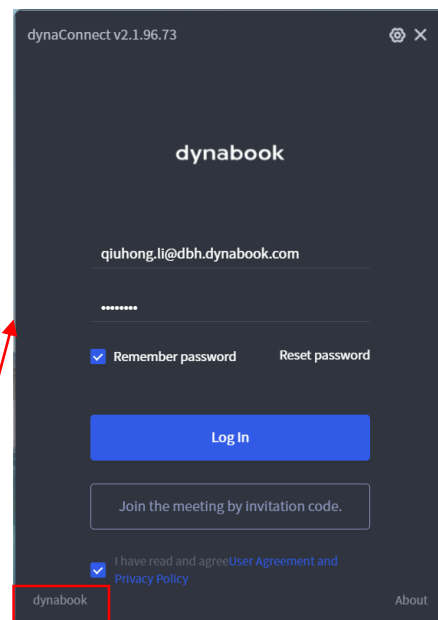 dynaConnect v2.1.96.73
dynabook
qiuhong.li@dbh.dynabook.com
••••••••
Remember password Reset password
Log In
Join the meeting by invitation code.
I have read and agreeUser Agreement and
Privacy Policy
dynabook About